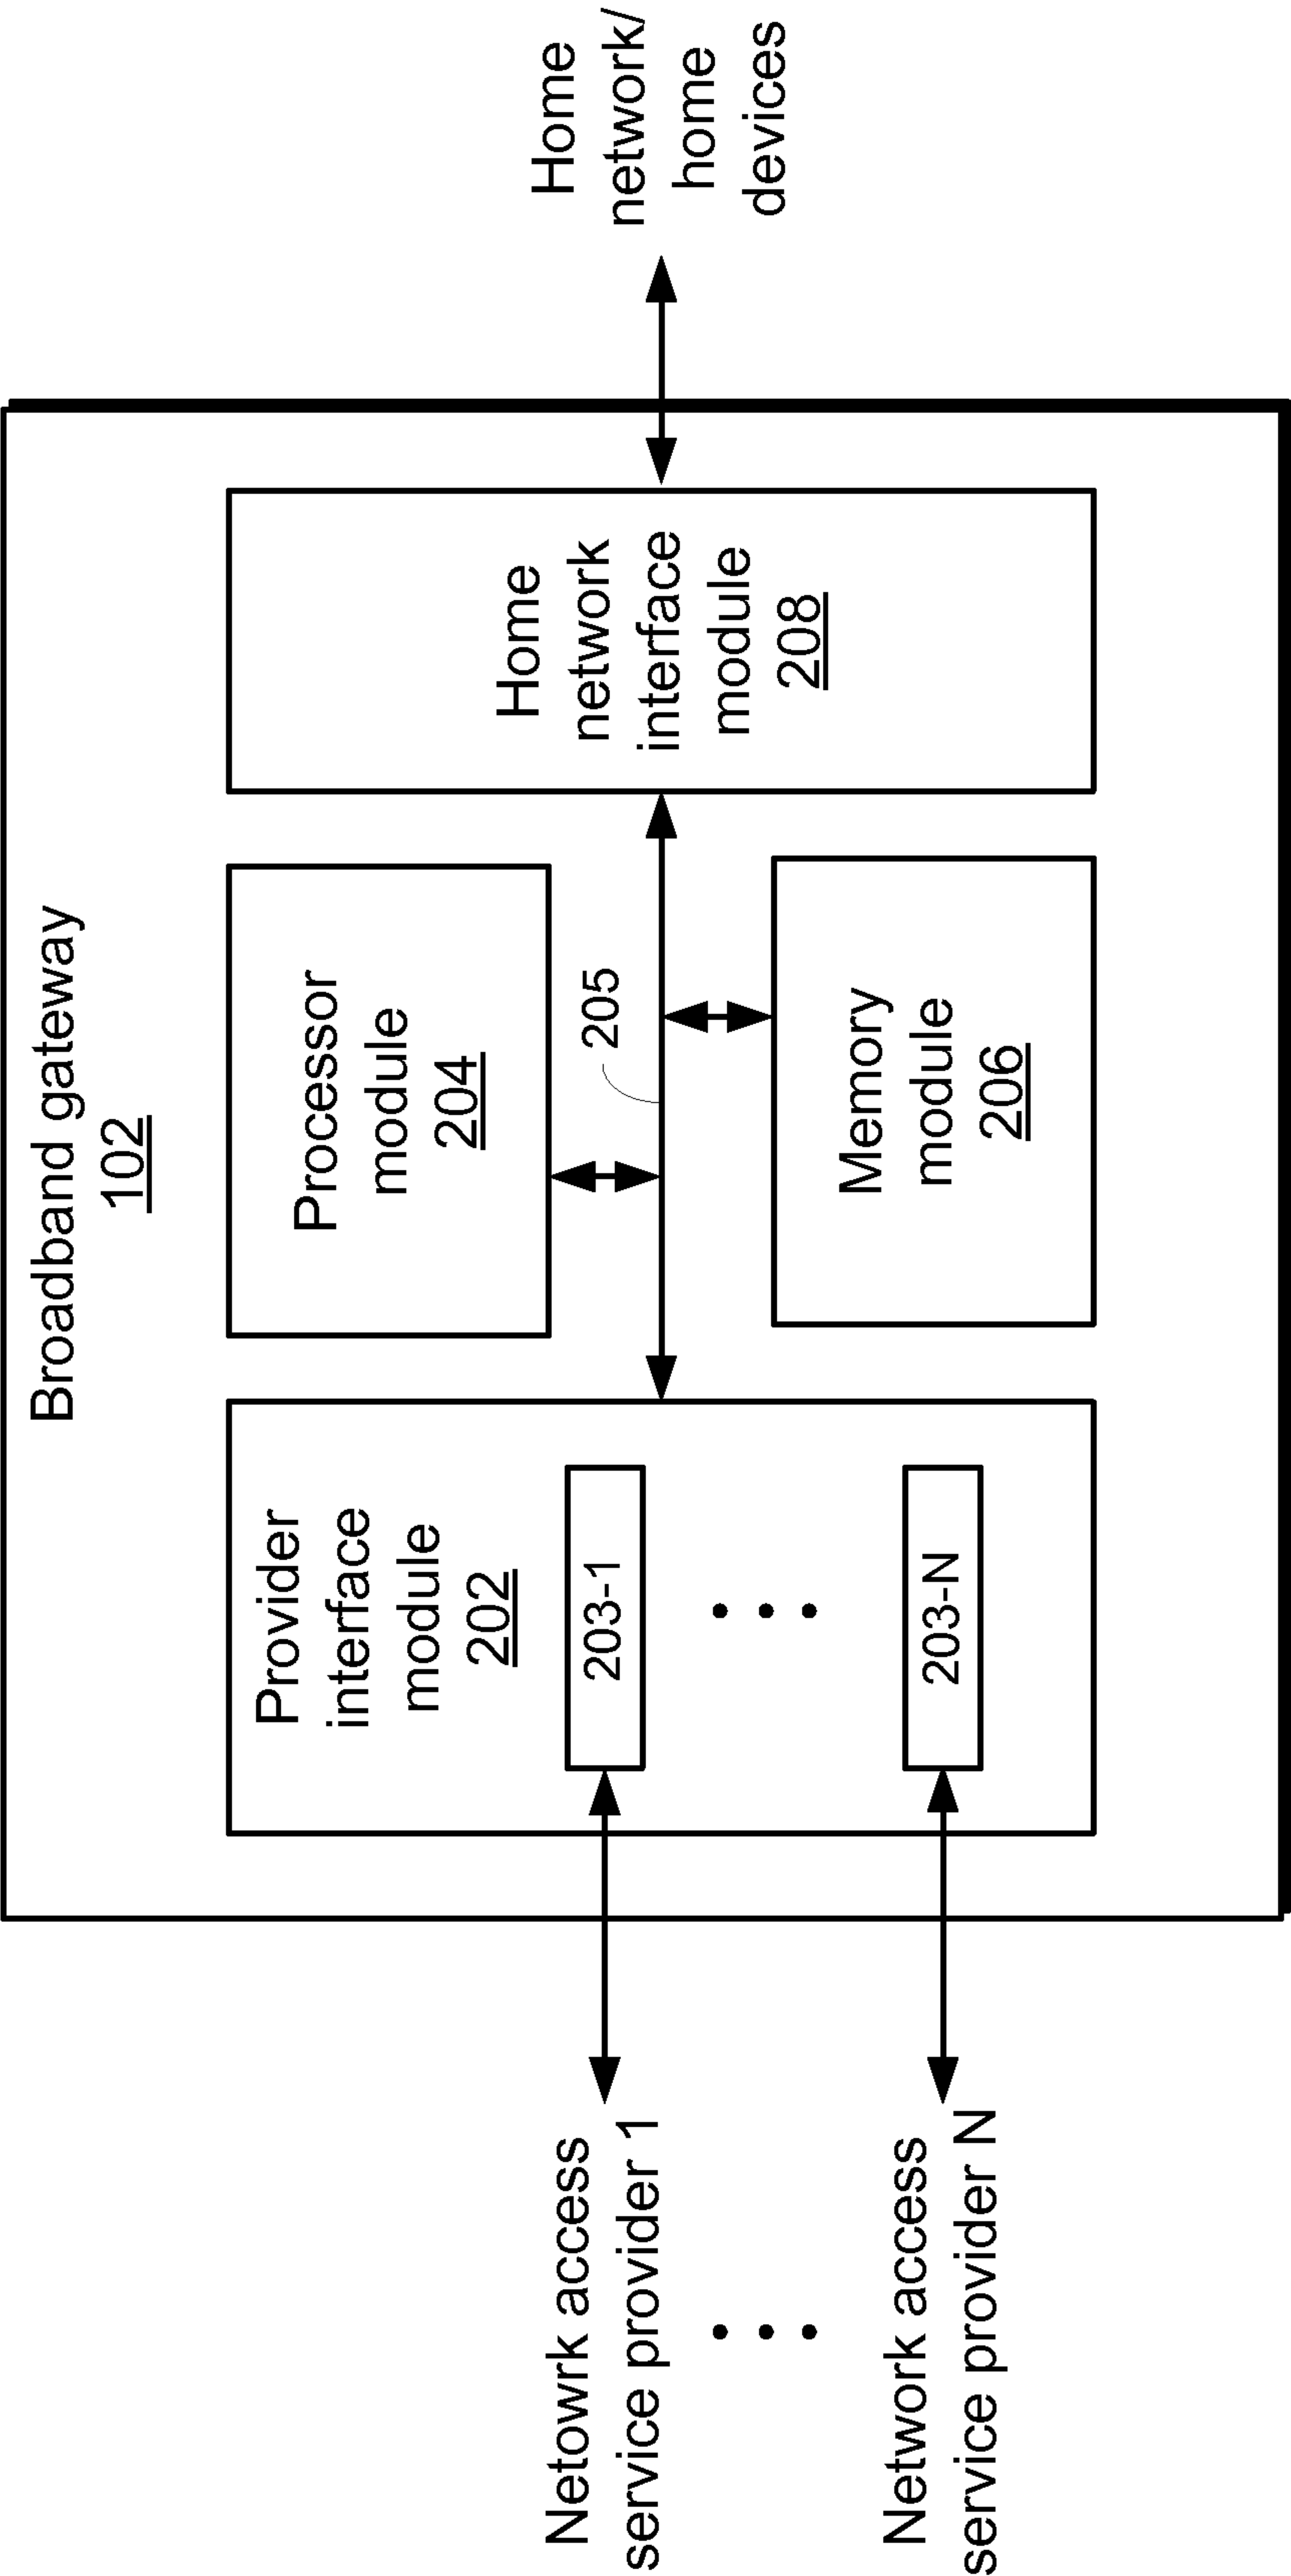 Broadband gateway
102
Provider
interface
module
202
203-1
203-N
Processor
module
204
205
Memory
module
206
Home
network
interface
module
208
Home
network/
home
devices
Netowrk access
service provider 1
Network access
service provider N